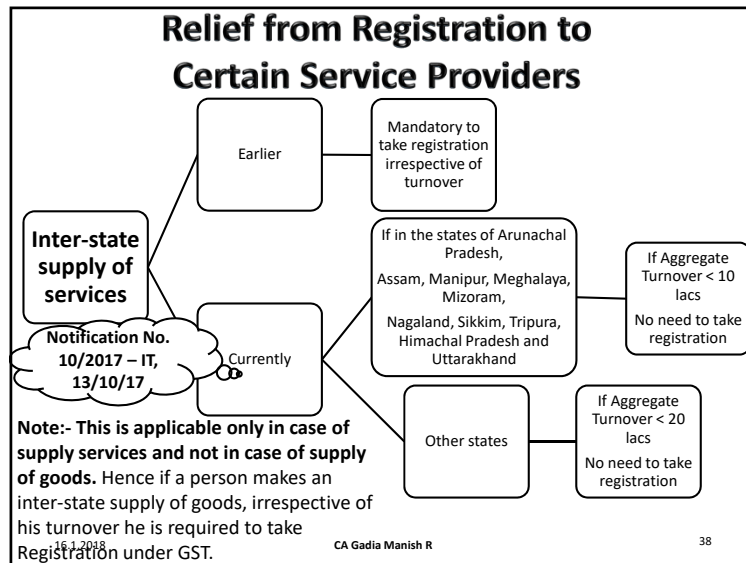 Relief from Registration to
Certain Service Providers
Earlier
Mandatory to
take registration
irrespective of
turnover
Inter-state
supply of
services
Notification No.
10/2017 – IT,
13/10/17
Currently
If in the states of Arunachal
Pradesh,
Assam, Manipur, Meghalaya,
Mizoram,
Nagaland, Sikkim, Tripura,
Himachal Pradesh and
Uttarakhand
If Aggregate
Turnover < 10
lacs
No need to take
registration
Other states
If Aggregate
Turnover < 20
lacs
No need to take
registration
Note:- This is applicable only in case of
supply services and not in case of supply
of goods. Hence if a person makes an
inter-state supply of goods, irrespective of
his turnover he is required to take
Registration under GST.
16.1.2018
CA Gadia Manish R
38